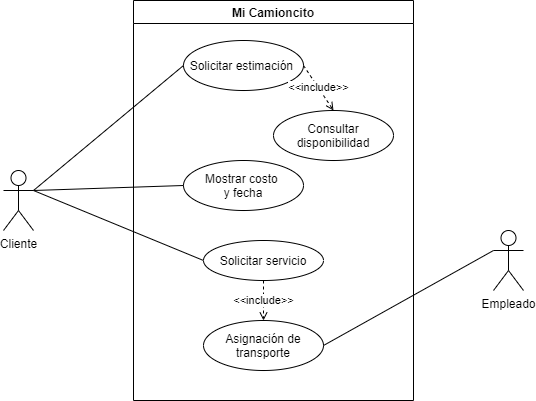 Mi Camioncito
Solicitar estimación
<<include>>
Consultar
disponibilidad
Mostrar costo
y fecha
Cliente
Solicitar servicio
<<include>>
Empleado
Asignación de
transporte